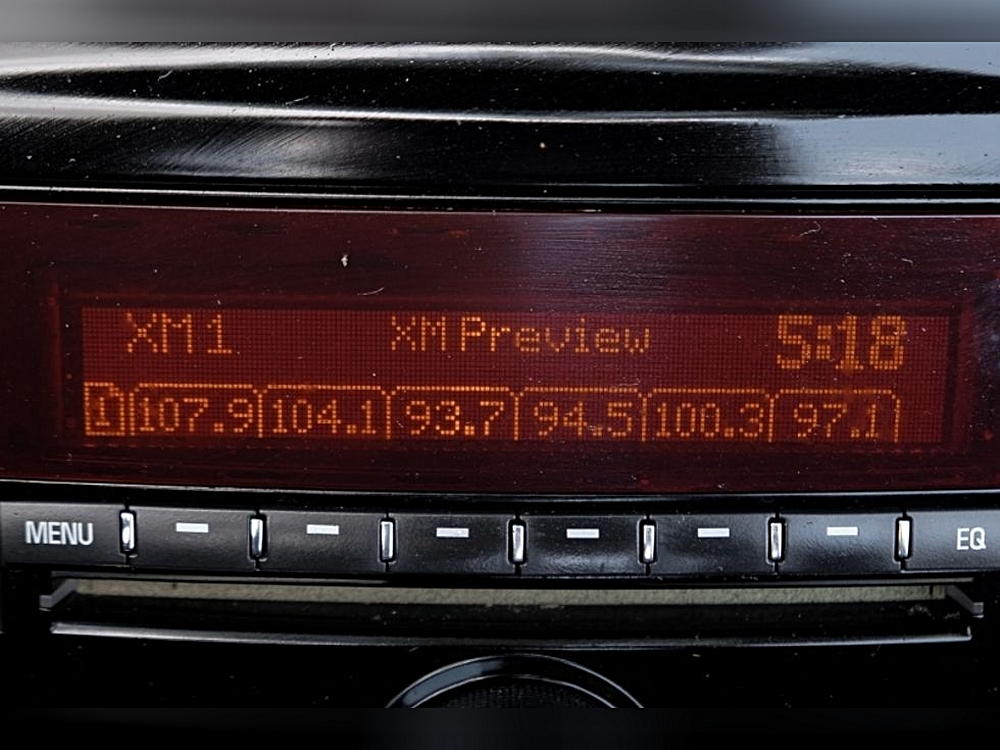 XM1 XM Preview 5:18
1 107.9 104.1 93.7 94.5 100.3 97.1
MENU EQ